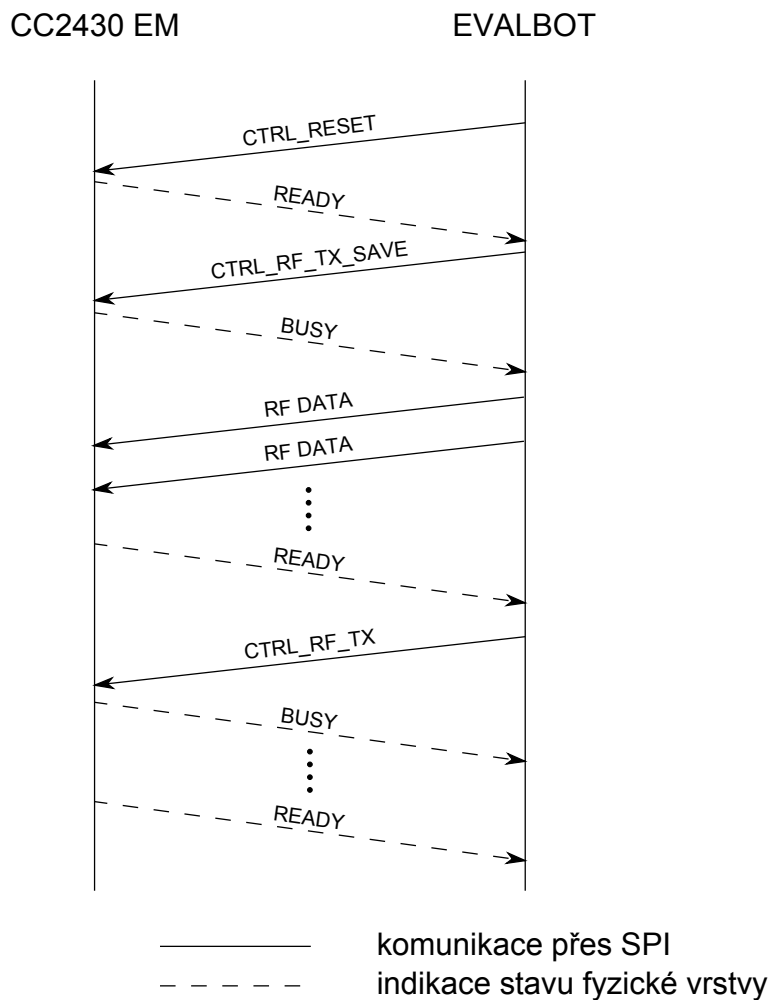 CC2430 EM EVALBOT
CTRL_RESET
READY
CTRL_RF_TX_SAVE
BUSY
RF DATA
RF DATA
READY
CTRL_RF_TX
BUSY
READY
komunikace přes SPI
indikace stavu fyzické vrstvy